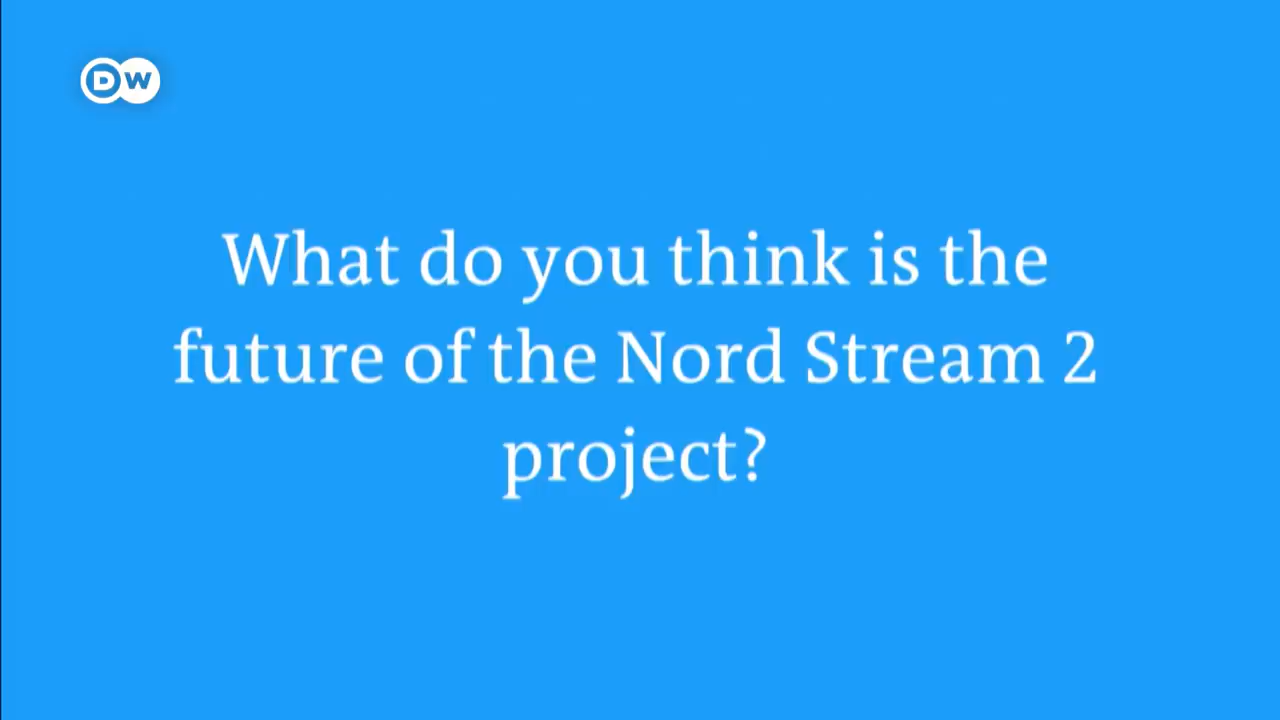 DW
What do you think is the
future of the Nord Stream 2
project?